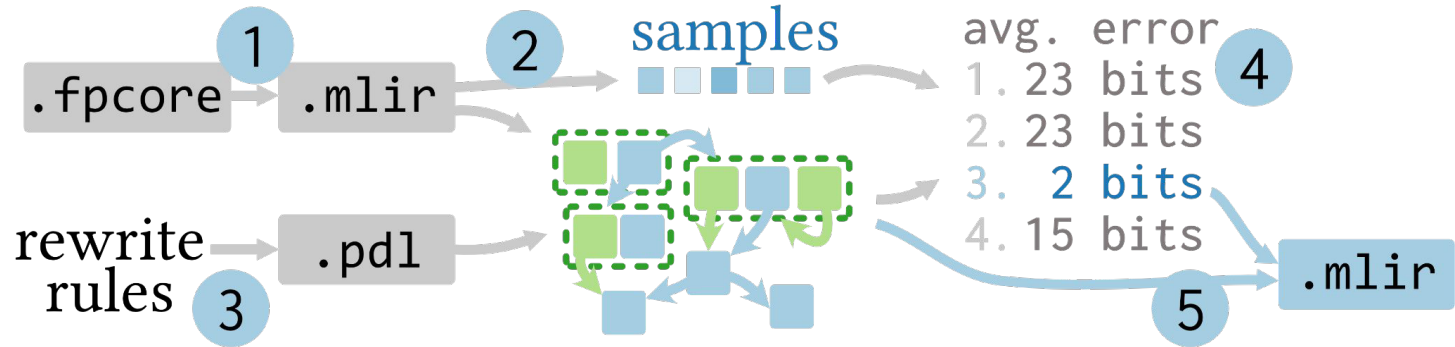 1
2
samples
avg. error
4
.fpcore
.mlir
1. 23 bits
2. 23 bits
3. 2 bits
4. 15 bits
rewrite
rules
3
.pdl
5
.mlir